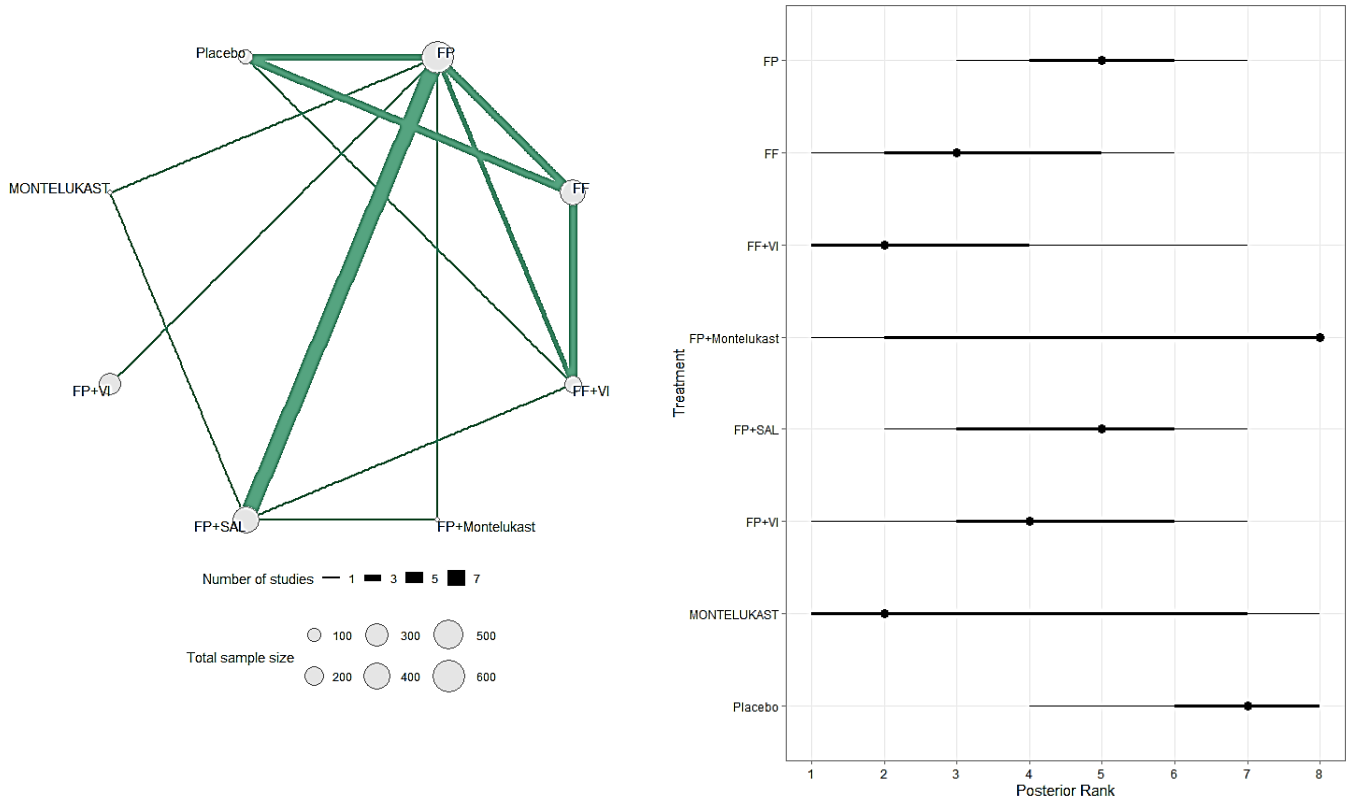 Placebo
FP
MONTELUKAST
FF
FP+VI
FF+VI
FP+SAL
FP+Montelukast
Number of studies 1 3 5 7
Total sample size
100 300 500
200 400 600
Treatment
FP
FF
FF+VI
FP+Montelukast
FP+SAL
FP+VI
MONTELUKAST
Placebo
1 2 3 4 5 6 7 8
Posterior Rank